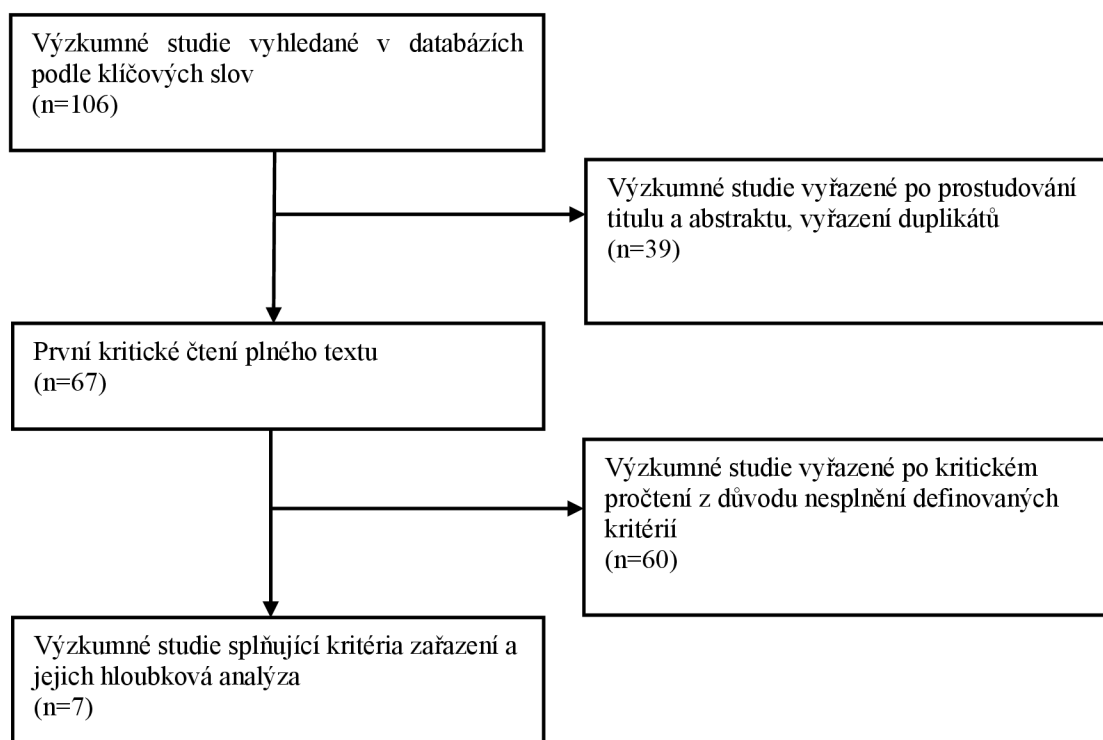 Výzkumné studie vyhledané v databázích
podle klíčových slov
(n=106)
Výzkumné studie vyřazené po prostudování
titulu a abstraktu, vyřazení duplikátů
(n=39)
První kritické čtení plného textu
(n=67)
Výzkumné studie vyřazené po kritickém
pročtení z důvodu nesplnění definovaných
kritérií
(n=60)
Výzkumné studie splňující kritéria zařazení a
jejich hloubková analýza
(n=7)